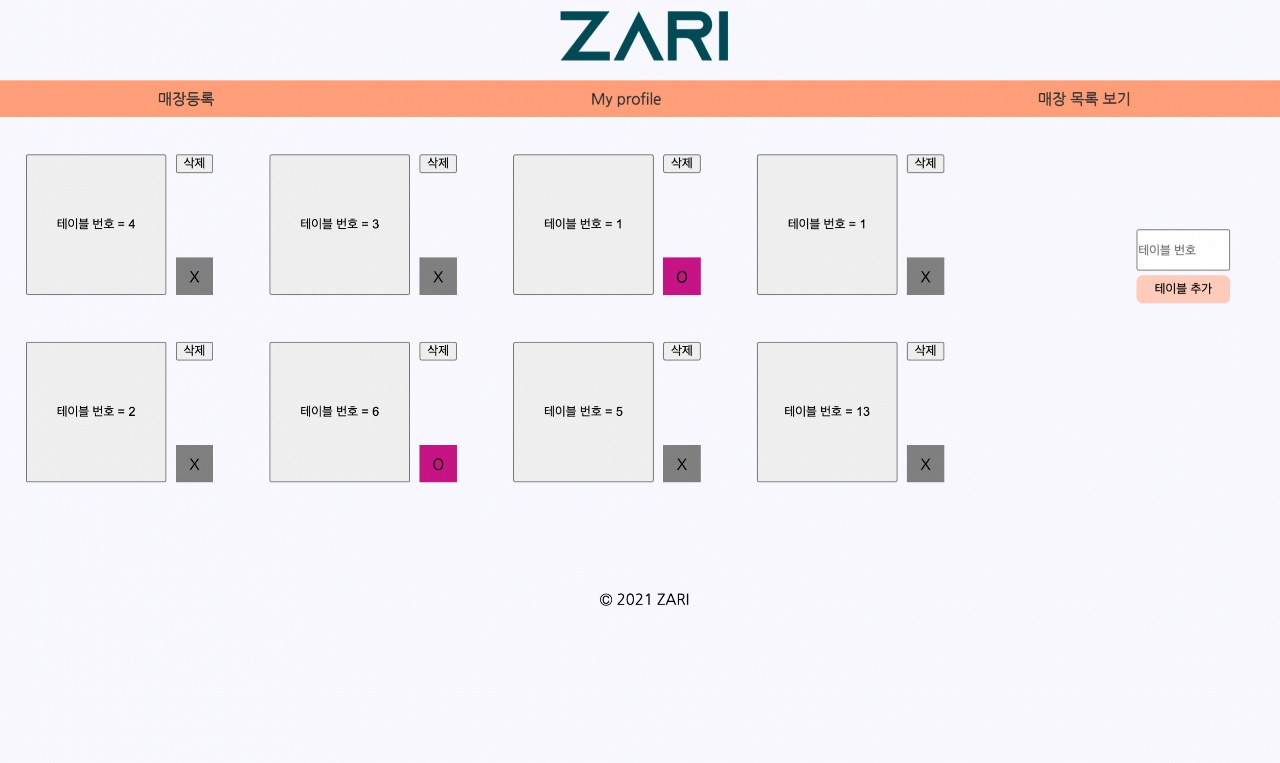 ZARI
매장등록
My profile
매장 목록 보기
테이블 번호 = 4
삭제
X
테이블 번호 = 3
삭제
X
테이블 번호 = 1
삭제
O
테이블 번호 = 1
삭제
X
테이블 번호
테이블 추가
테이블 번호 = 2
삭제
X
테이블 번호 = 6
삭제
O
테이블 번호 = 5
삭제
X
테이블 번호 = 13
삭제
X
© 2021 ZARI